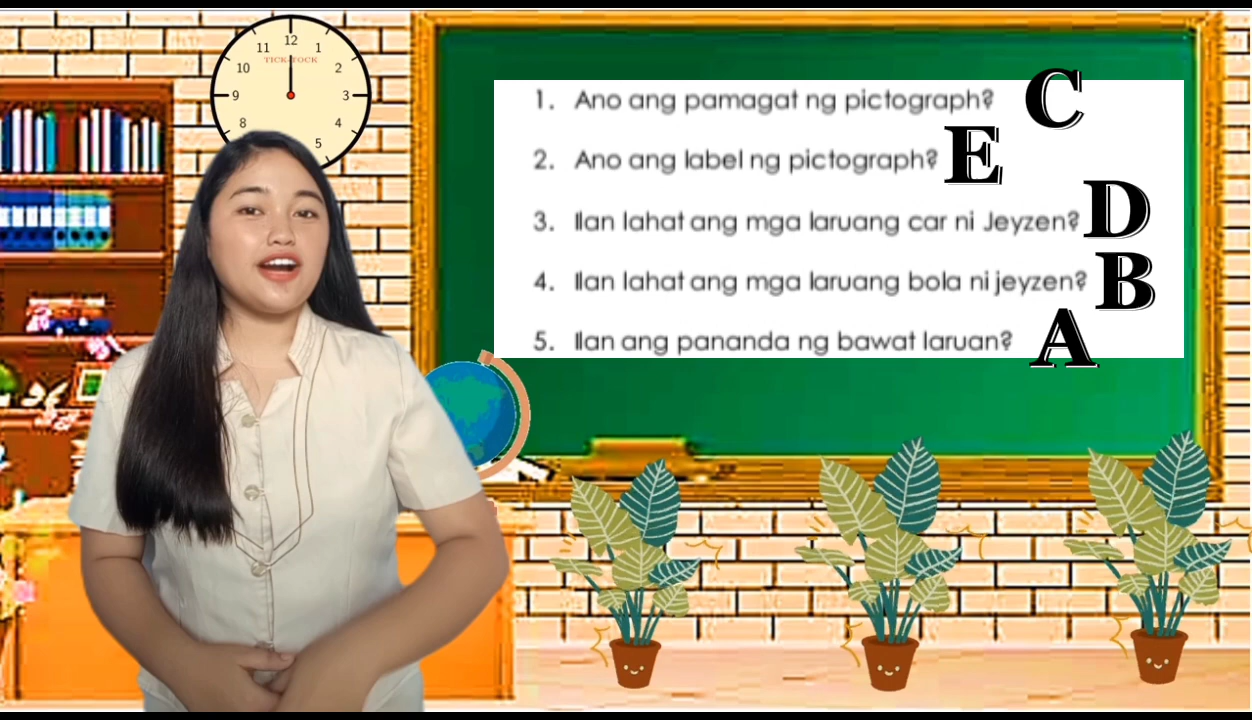 12
11 1
TICK-TOCK
10 2
9 3
8 4
5
1. Ano ang pamagat ng pictograph? C
2. Ano ang label ng pictograph? E
3. Ilan lahat ang mga laruang car ni Jeyzen? D
4. Ilan lahat ang mga laruang bola ni jeyzen? B
5. Ilan ang pananda ng bawat laruan? A